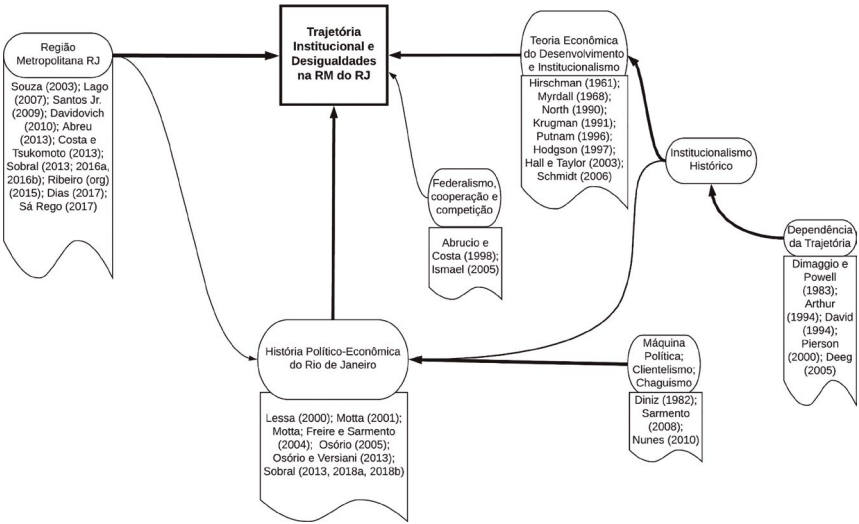 Região
Metropolitana RJ
Souza (2003); Lago
(2007); Santos Jr.
(2009); Davidovich
(2010); Abreu
(2013); Costa e
Tsukomoto (2013);
Sobral (2013; 2016a,
2016b); Ribeiro (org)
(2015); Dias (2017);
Sá Rego (2017)
Trajetória
Institucional e
Desigualdades
na RM do RJ
Teoria Econômica
do Desenvolvimento
e Institucionalismo
Hirschman (1961);
Myrdall (1968);
North (1990);
Krugman (1991);
Putnam (1996);
Hodgson (1997);
Hall e Taylor (2003);
Schmidt (2006)
Institucionalismo
Histórico
Federalismo,
cooperação e
competição
Abrucio e
Costa (1998);
Ismael (2005)
Dependência
da Trajetória
Dimaggio e
Powell
(1983);
Arthur
(1994); David
(1994);
Pierson
(2000); Deeg
(2005)
História Político-Econômica
do Rio de Janeiro
Lessa (2000); Motta (2001);
Motta; Freire e Sarmento
(2004); Osório (2005);
Osório e Versiani (2013);
Sobral (2013, 2018a, 2018b)
Máquina
Política;
Clientelismo;
Chaguismo
Diniz (1982);
Sarmento
(2008);
Nunes (2010)